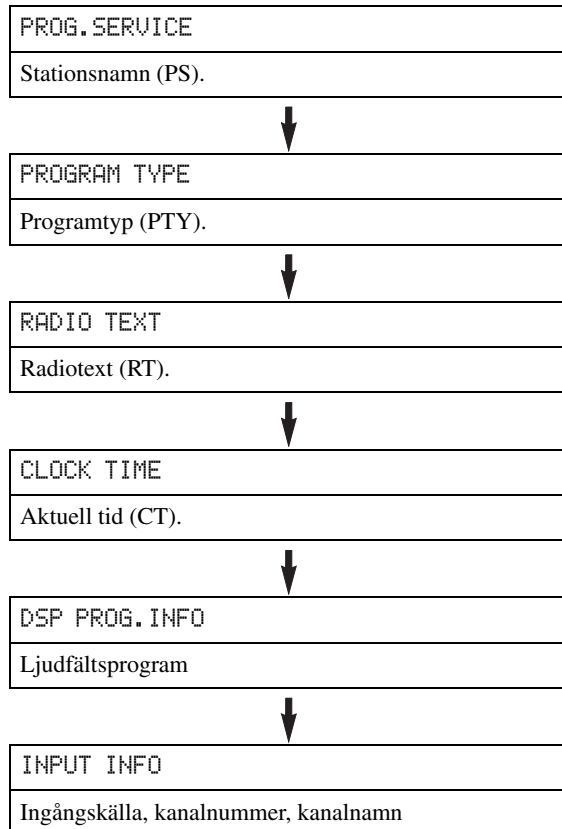 PROG.SERVICE
Stationsnamn (PS).
PROGRAM TYPE
Programtyp (PTY).
RADIO TEXT
Radiotext (RT).
CLOCK TIME
Aktuell tid (CT).
DSP PROG.INFO
Ljudfältsprogram
INPUT INFO
Ingångskälla, kanalnummer, kanalnamn